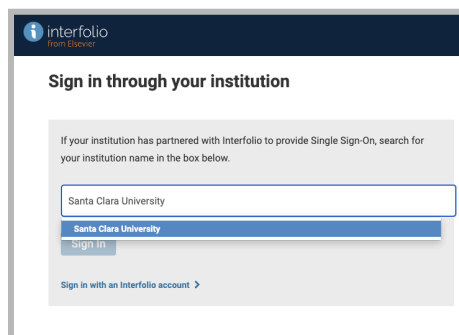 interfolio
from Elsevier
Sign in through your institution
If your institution has partnered with Interfolio to provide Single Sign-On, search for
your institution name in the box below.
Santa Clara University
Santa Clara University
Sign In
Sign in with an Interfolio account